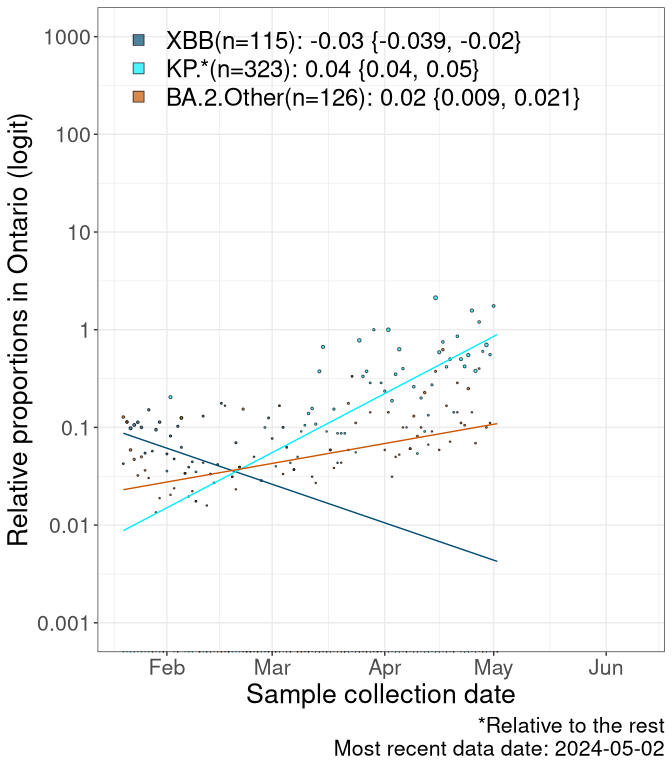 XBB(n=115): -0.03 {-0.039, -0.02}
KP.*(n=323): 0.04 {0.04, 0.05}
BA.2.Other(n=126): 0.02 {0.009, 0.021}
Relative proportions in Ontario (logit)
1000
100
10
1
0.1
0.01
0.001
Feb Mar Apr May Jun
Sample collection date
*Relative to the rest
Most recent data date: 2024-05-02